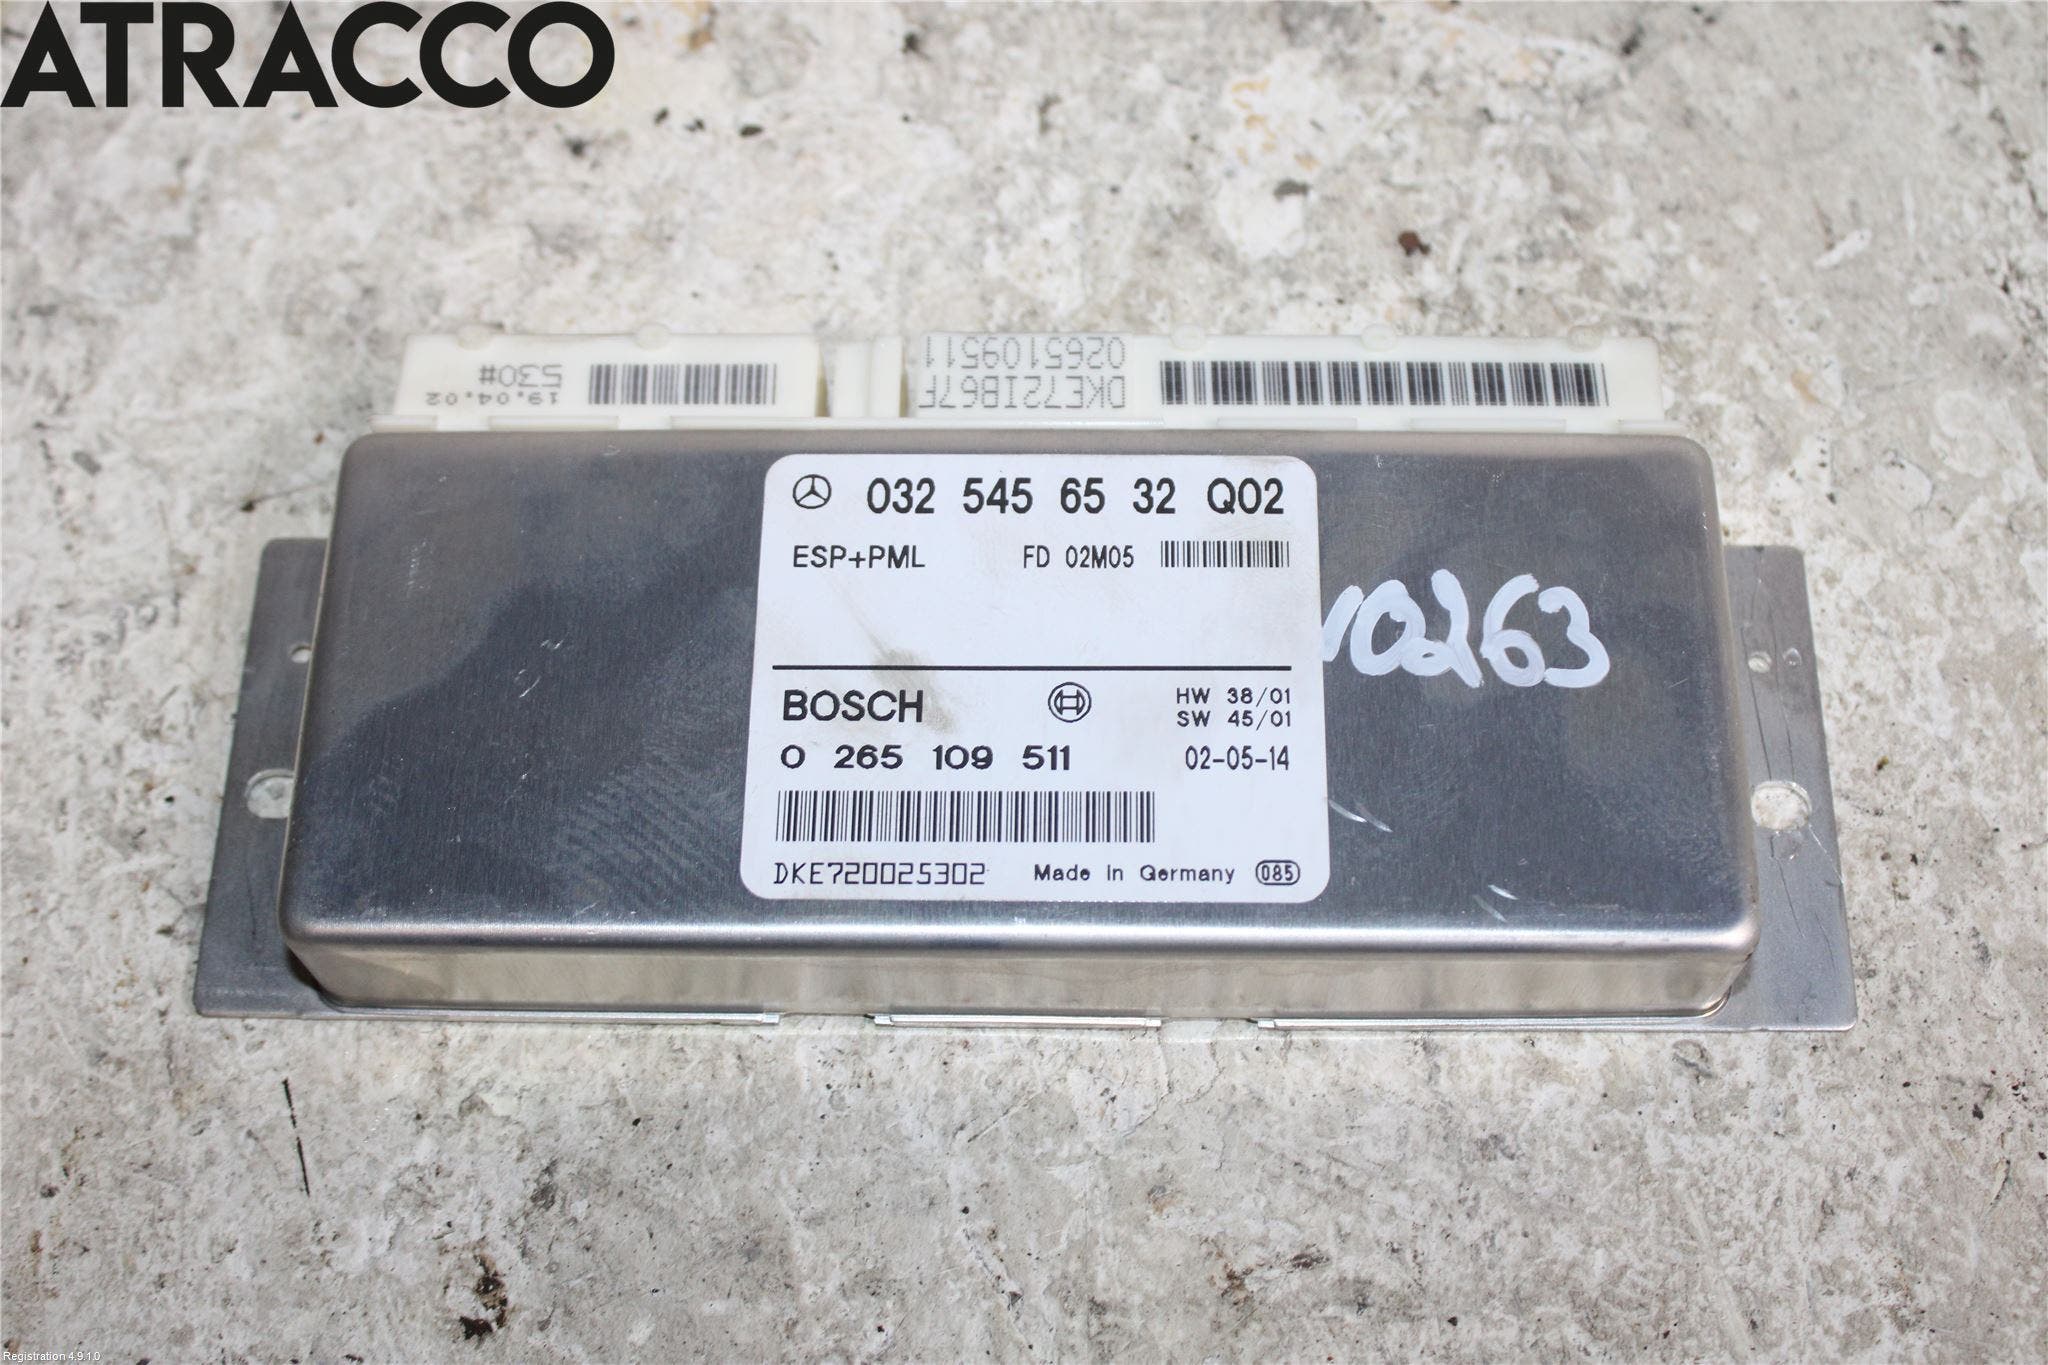 ATRACCO
530#
19.04.02
0265109511
DKE72IB67F
032 545 65 32 Q02
ESP+PML FD 02M05
BOSCH HW 38/01
SW 45/01
0 265 109 511 02-05-14
DKE720025302 Made in Germany 085
10263
Registration 4.9.1.0